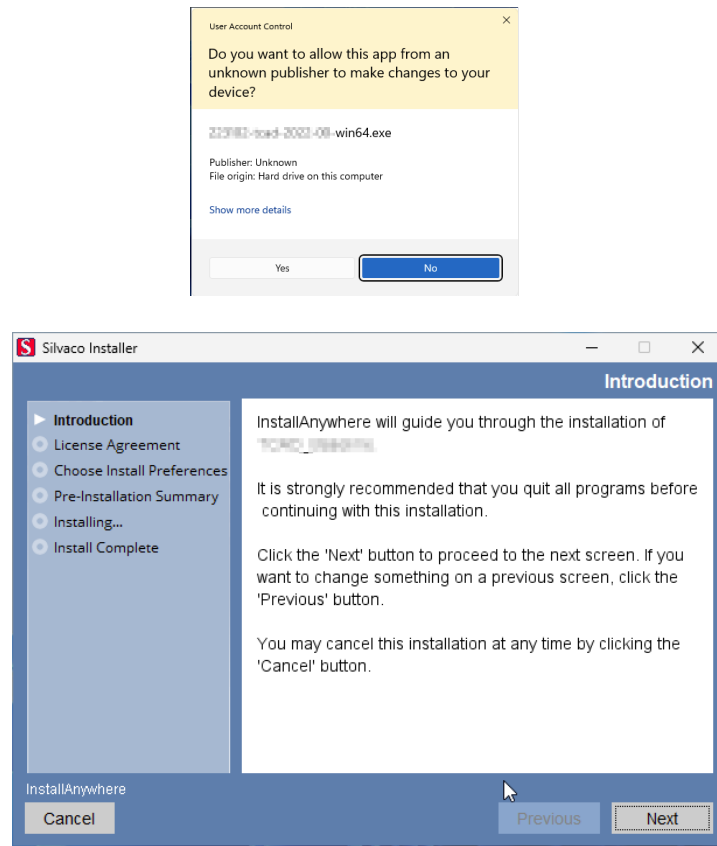 User Account Control
Do you want to allow this app from an
unknown publisher to make changes to your
device?
-win64.exe
Publisher: Unknown
File origin: Hard drive on this computer
Show more details
Yes
No
S Silvaco Installer
Introduction
Introduction
License Agreement
Choose Install Preferences
Pre-Installation Summary
Installing...
Install Complete
InstallAnywhere will guide you through the installation of
It is strongly recommended that you quit all programs before
continuing with this installation.
Click the 'Next' button to proceed to the next screen. If you
want to change something on a previous screen, click the
'Previous' button.
You may cancel this installation at any time by clicking the
'Cancel' button.
InstallAnywhere
Cancel
Previous
Next